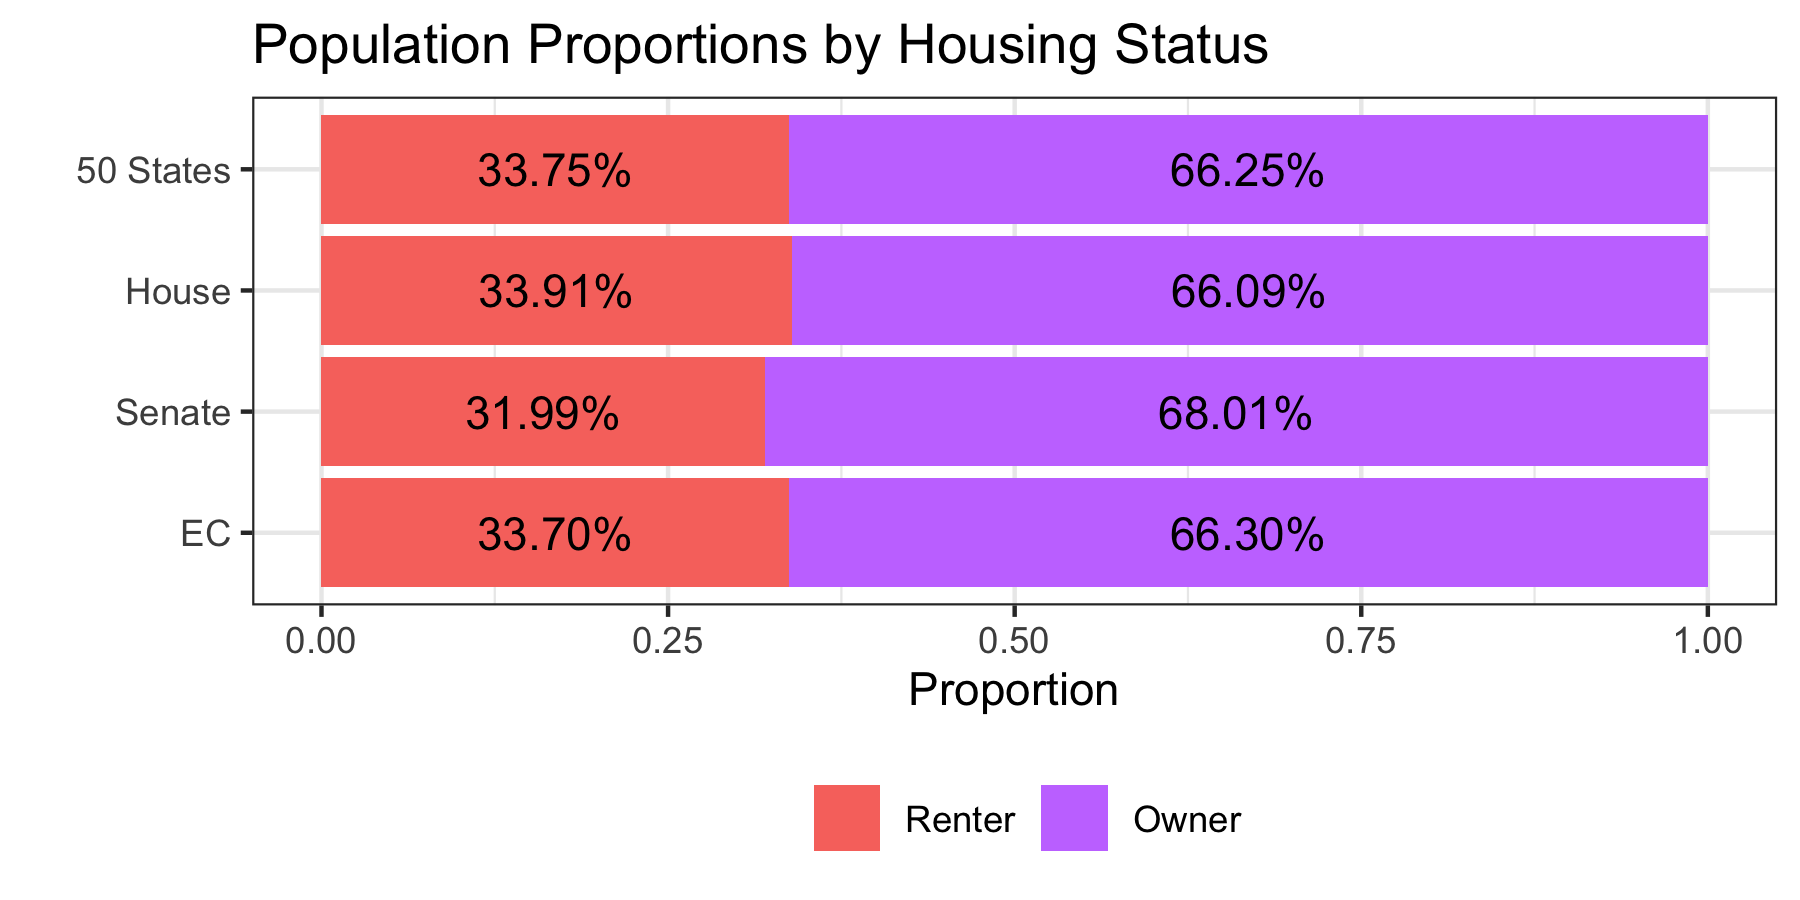 Population Proportions by Housing Status
50 States 33.75% 66.25%
House 33.91% 66.09%
Senate 31.99% 68.01%
EC 33.70% 66.30%
0.00 0.25 0.50 0.75 1.00
Proportion
Renter Owner